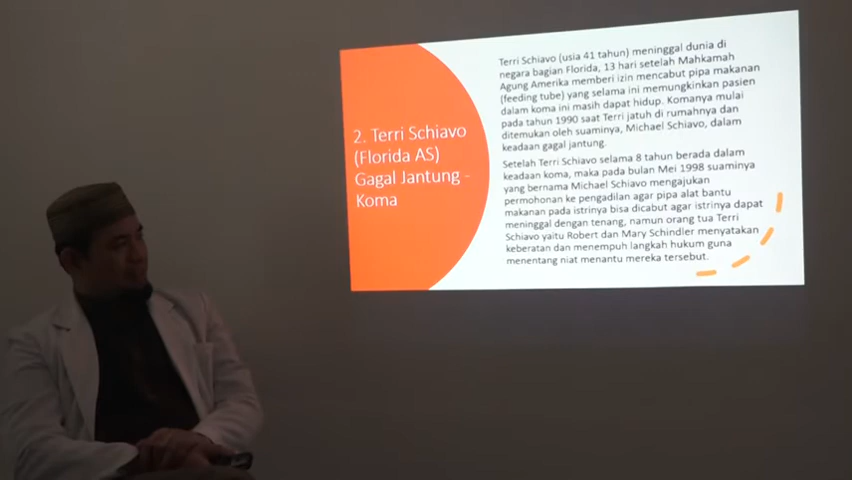 2. Terri Schiavo
(Florida AS)
Gagal Jantung -
Koma
Terri Schiavo (usia 41 tahun) meninggal dunia di
negara bagian Florida, 13 hari setelah Mahkamah
Agung Amerika memberi izin mencabut pipa makanan
(feeding tube) yang selama ini memungkinkan pasien
dalam koma ini masih dapat hidup. Komanya mulai
pada tahun 1990 saat Terri jatuh di rumahnya dan
ditemukan oleh suaminya, Michael Schiavo, dalam
keadaan gagal jantung.
Setelah Terri Schiavo selama 8 tahun berada dalam
keadaan koma, maka pada bulan Mei 1998 suaminya
yang bernama Michael Schiavo mengajukan
permohonan ke pengadilan agar pipa alat bantu
makanan pada istrinya bisa dicabut agar istrinya dapat
meninggal dengan tenang, namun orang tua Terri
Schiavo yaitu Robert dan Mary Schindler menyatakan
keberatan dan menempuh langkah hukum guna
menentang niat menantu mereka tersebut.